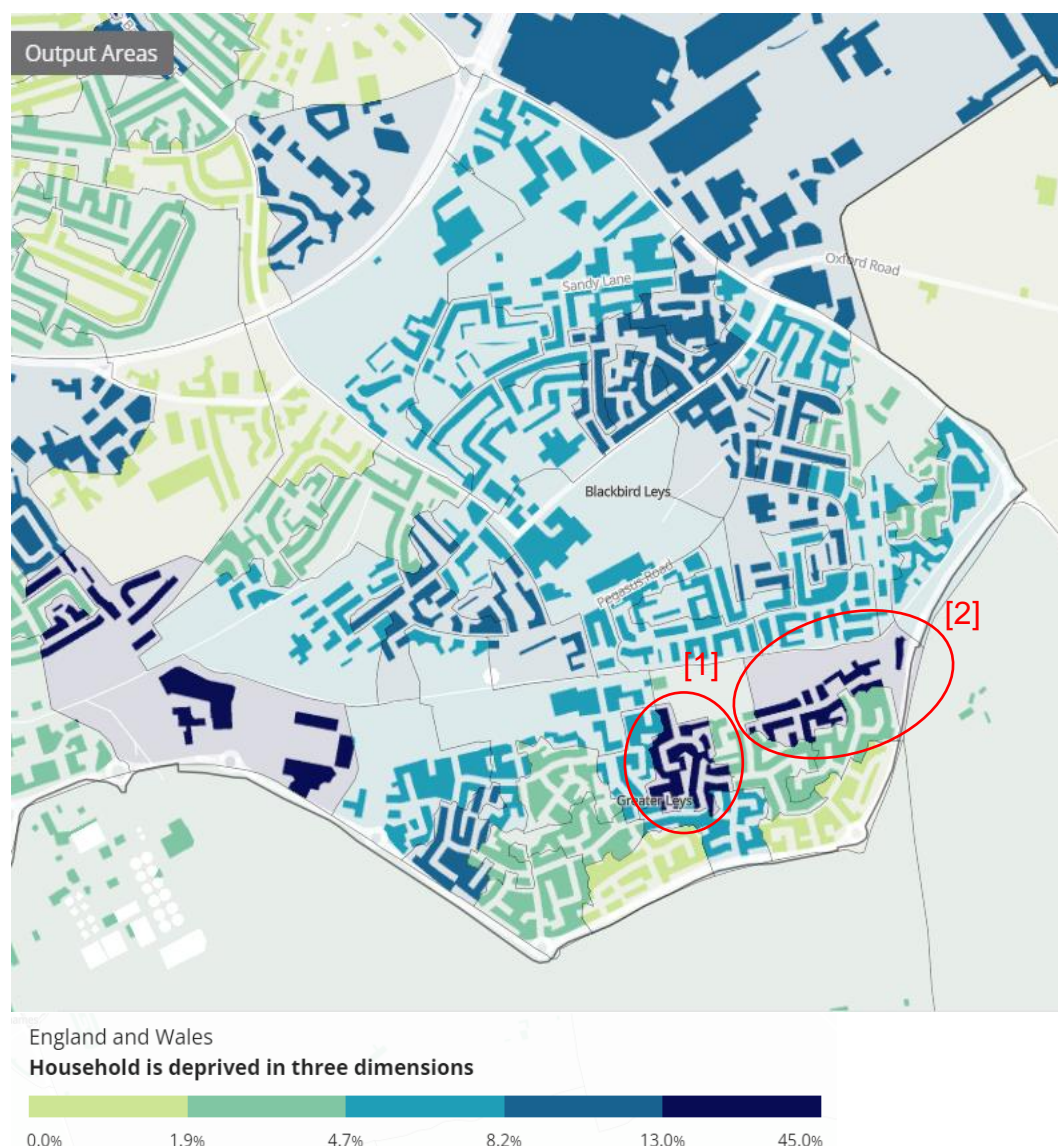 Output Areas
Oxford Road
Sandy Lane
Blackbird Leys
Pegasus Road
[2]
[1]
Greater Leys
England and Wales
Household is deprived in three dimensions
0.0% 1.9% 4.7% 8.2% 13.0% 45.0%